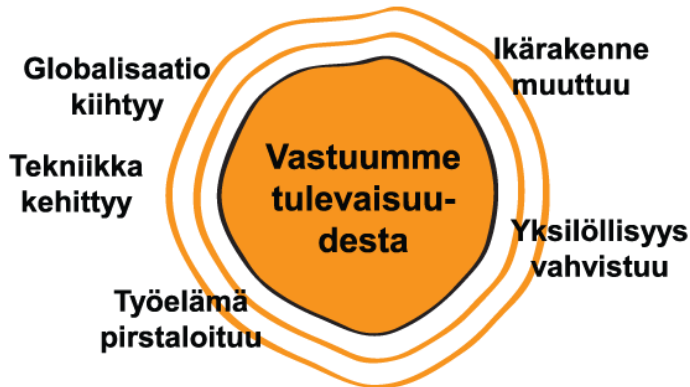 Globalisaatio
kiihtyy
Ikärakenne
muuttuu
Tekniikka
kehittyy
Vastuumme
tulevaisuu-
desta
Yksilöllisyys
vahvistuu
Työelämä
pirstaloituu